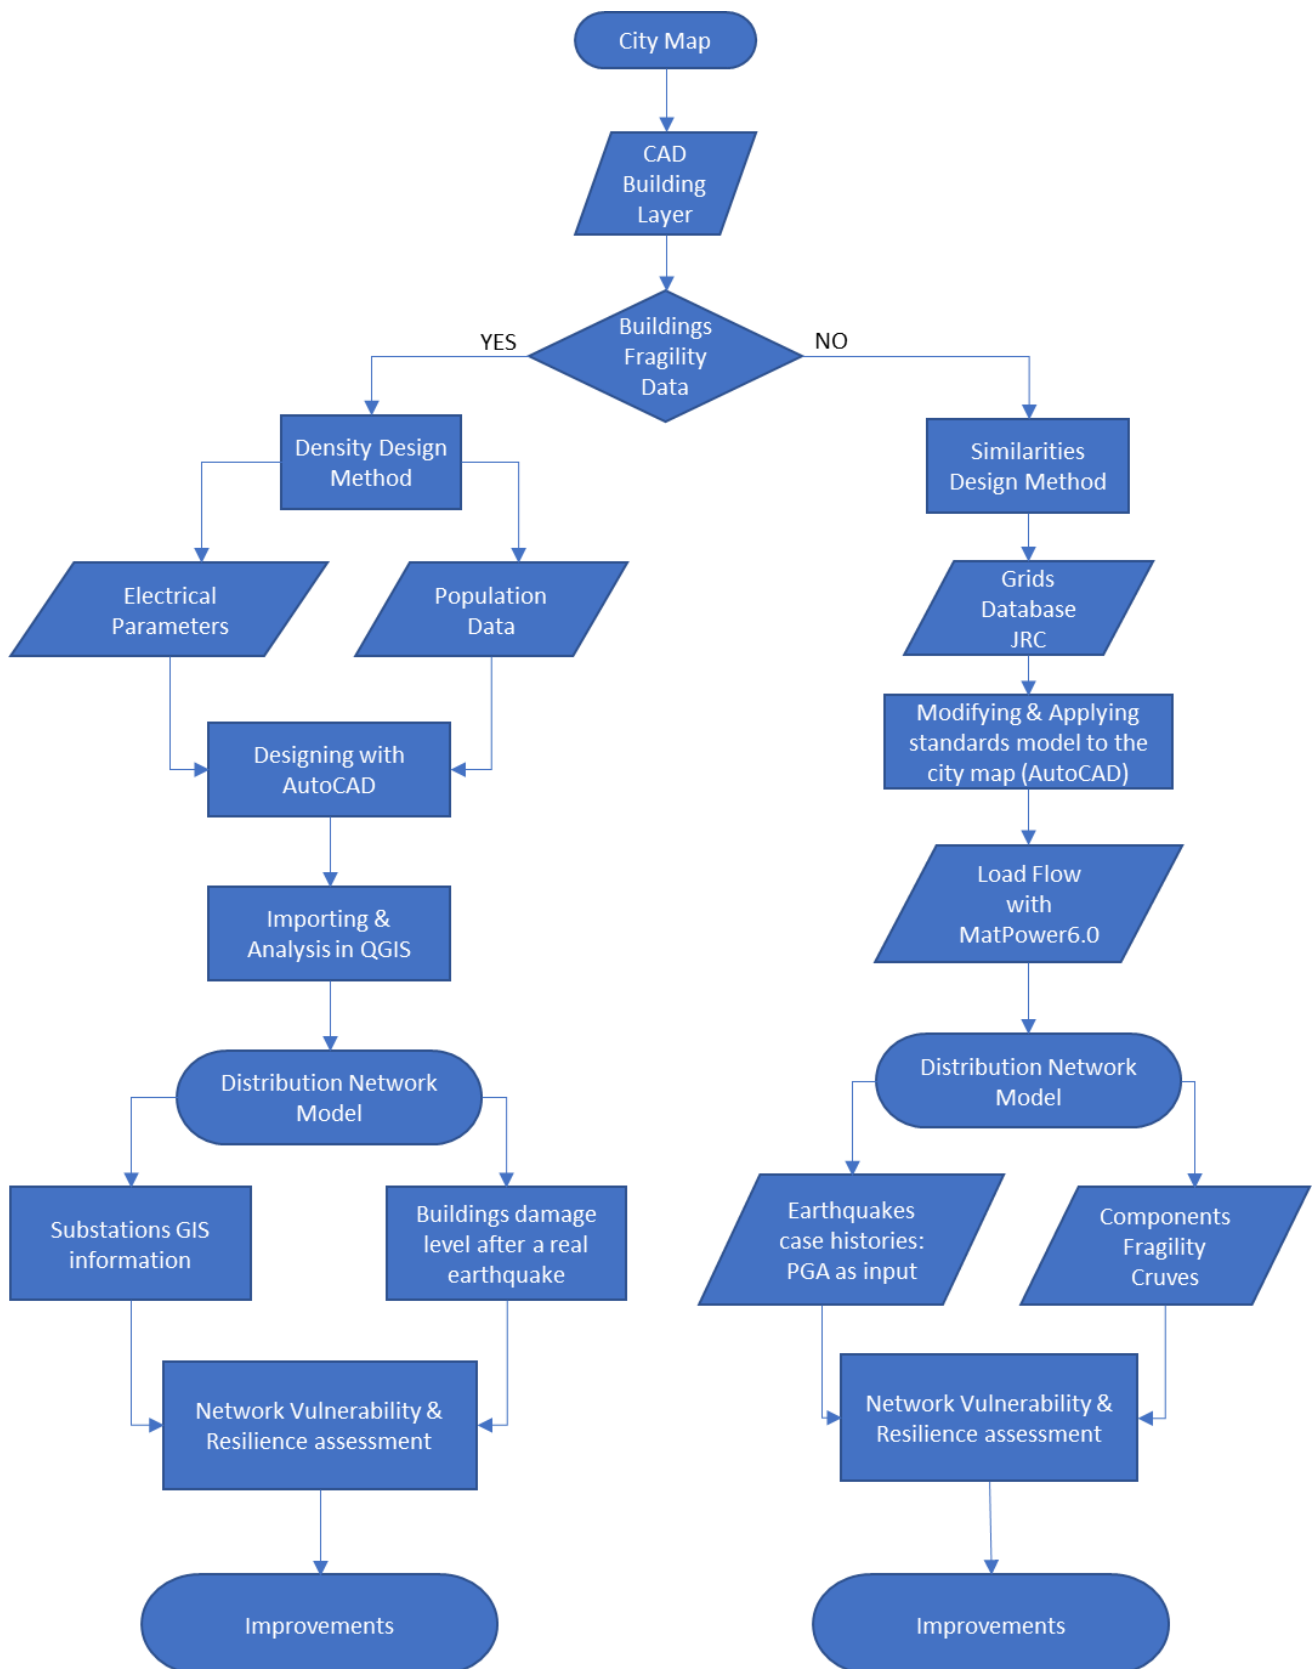 City Map
CAD
Building
Layer
Buildings
Fragility
Data
YES
NO
Density Design
Method
Similarities
Design Method
Electrical
Parameters
Population
Data
Grids
Database
JRC
Designing with
AutoCAD
Modifying & Applying
standards model to the
city map (AutoCAD)
Importing &
Analysis in QGIS
Load Flow
with
MatPower6.0
Distribution Network
Model
Distribution Network
Model
Substations GIS
information
Buildings damage
level after a real
earthquake
Earthquakes
case histories:
PGA as input
Components
Fragility
Cruves
Network Vulnerability &
Resilience assessment
Network Vulnerability &
Resilience assessment
Improvements
Improvements